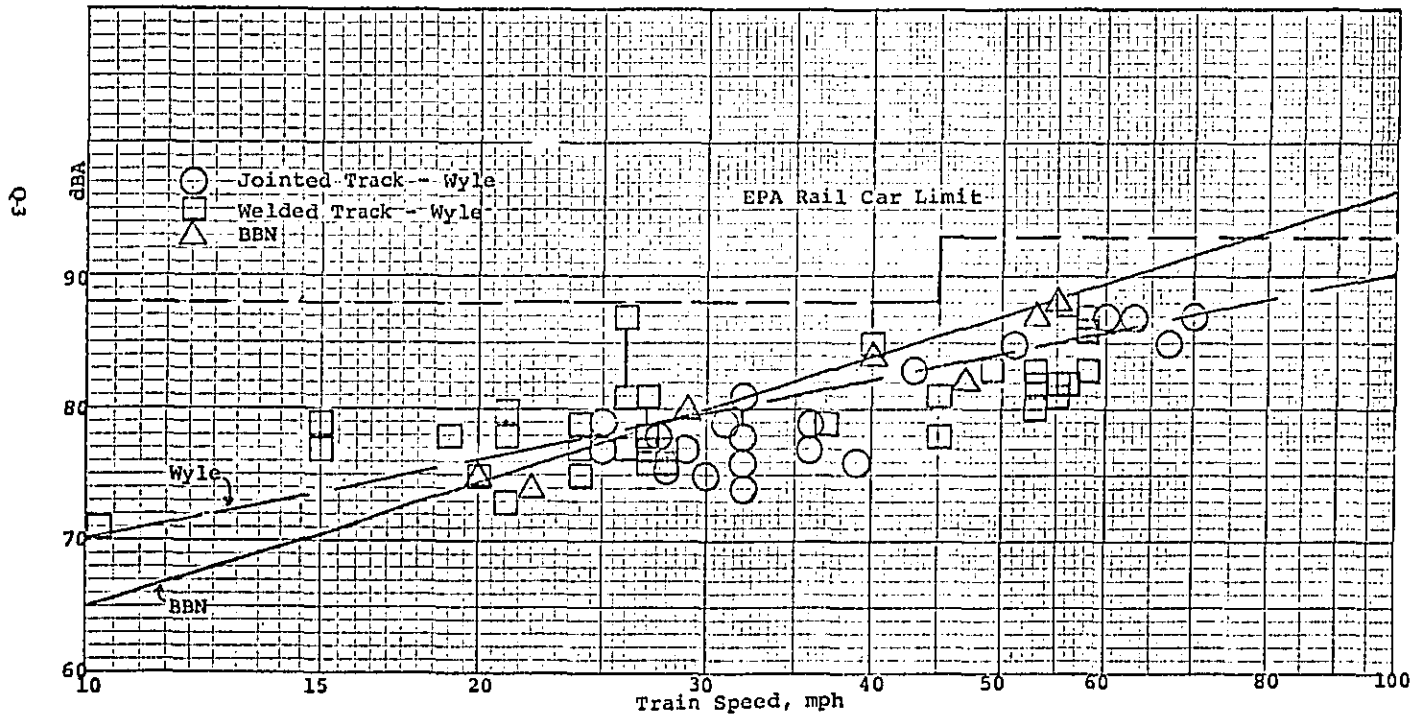 dBA
Jointed Track - Wyle
Welded Track - Wyle
BBN
EPA Rail Car Limit
90
80
Wyle
70
BBN
60
10 15 20 30 40 50 60 80 100
Train Speed, mph